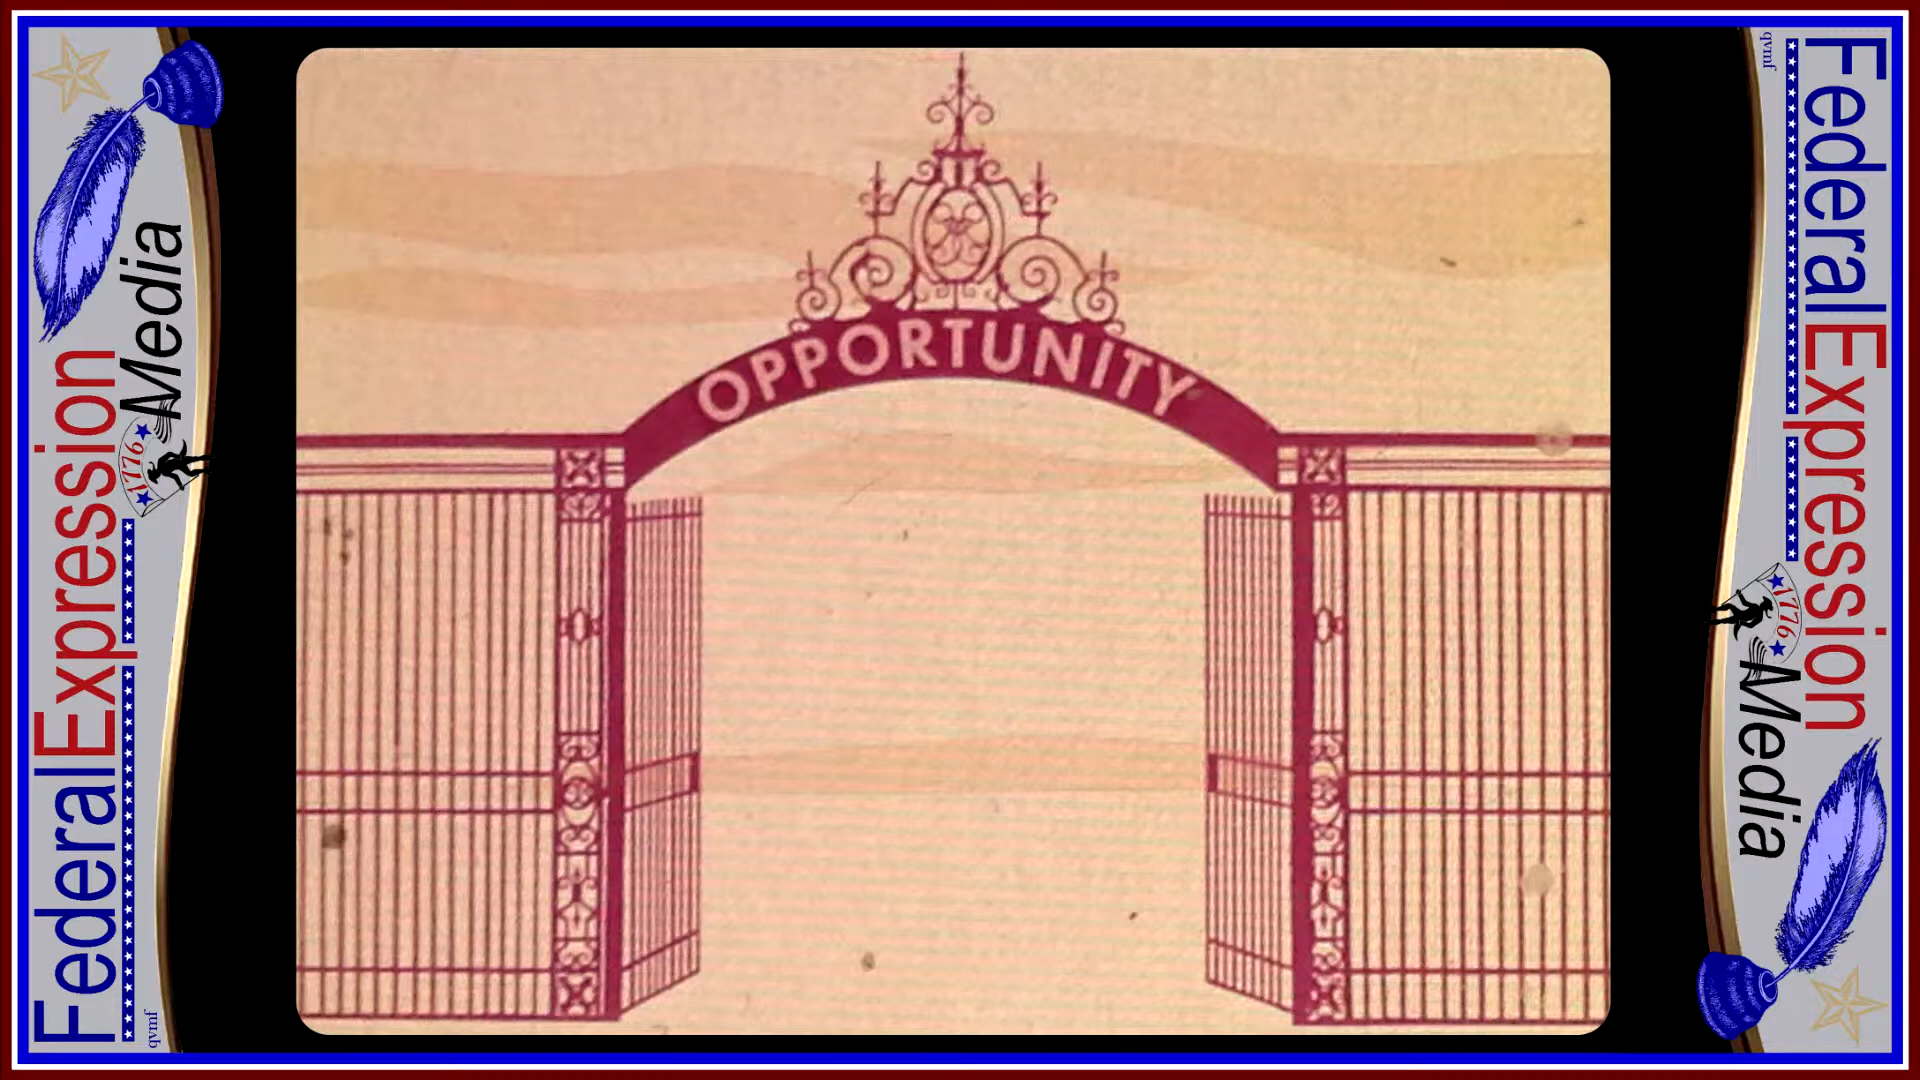 FederalExpression
Media
1776
qvmf
OPPORTUNITY
qvmf
FederalExpression
1776
Media